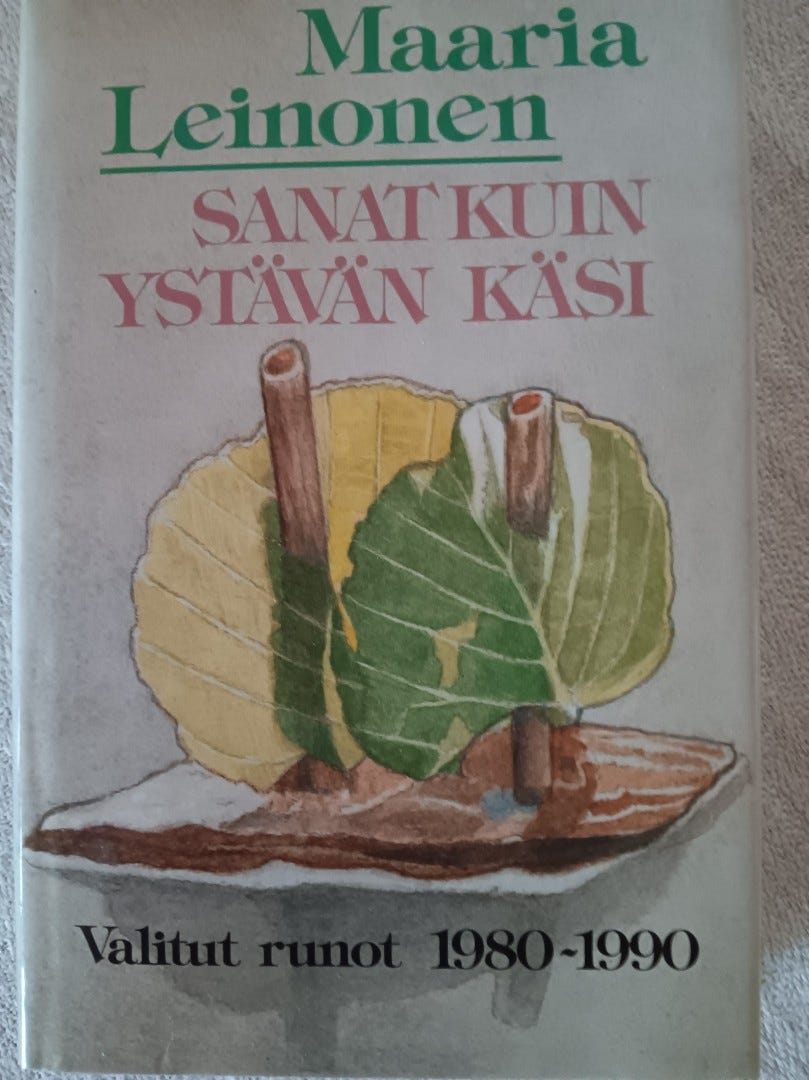 Maaria
Leinonen
SANAT KUIN
YSTÄVÄN KÄSI
Valitut runot 1980~1990